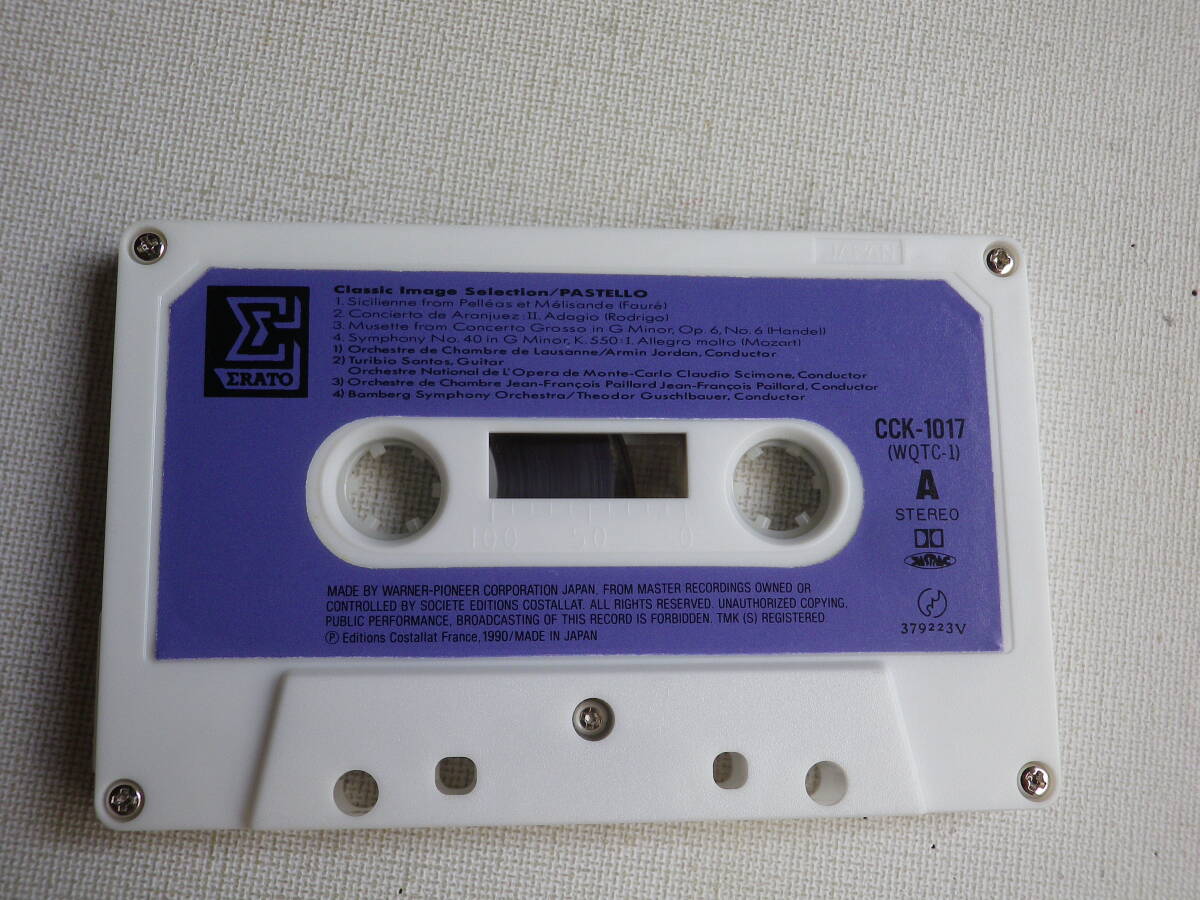 JAPAN
Classic Image Selection/PASTELLO
1. Sicilienne from Pelléas et Mélisande (Fauré)
2. Concierto de Aranjuez : II. Adagio (Rodrigo)
3. Musette from Concerto Grosso in G Minor, Op. 6, No. 6 (Handel)
4. Symphony No. 40 in G Minor, K. 550 : I. Allegro molto (Mozart)
1) Orchestre de Chambre de Lausanne/Armin Jordan, Conductor
2) Turibio Santos, Guitar
Orchestre National de L'Opera de Monte-Carlo Claudio Scimone, Conductor
3) Orchestre de Chambre Jean-François Paillard Jean-François Paillard, Conductor
4) Bamberg Symphony Orchestra/Theodor Guschlbauer, Conductor
ΣRATO
CCK-1017
(WQTC-1)
A
STEREO
JASRAC
100 50 0
MADE BY WARNER-PIONEER CORPORATION JAPAN, FROM MASTER RECORDINGS OWNED OR
CONTROLLED BY SOCIETE EDITIONS COSTALLAT. ALL RIGHTS RESERVED. UNAUTHORIZED COPYING,
PUBLIC PERFORMANCE, BROADCASTING OF THIS RECORD IS FORBIDDEN. TMK (S) REGISTERED
Ⓟ Editions Costallat France, 1990/MADE IN JAPAN
379223V